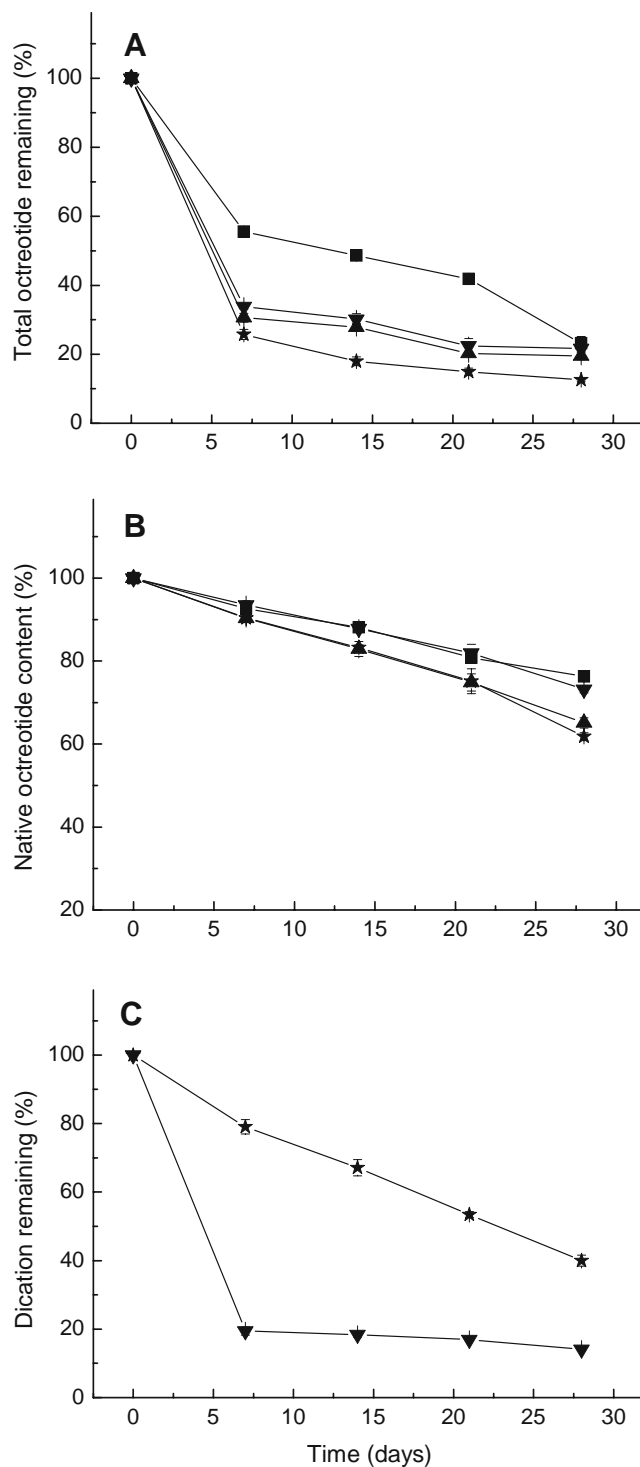 A
Total octreotide remaining (%)
100
80
60
40
20
0
0 5 10 15 20 25 30
B
Native octreotide content (%)
100
80
60
40
20
0 5 10 15 20 25 30
C
Dication remaining (%)
100
80
60
40
20
0
0 5 10 15 20 25 30
Time (days)